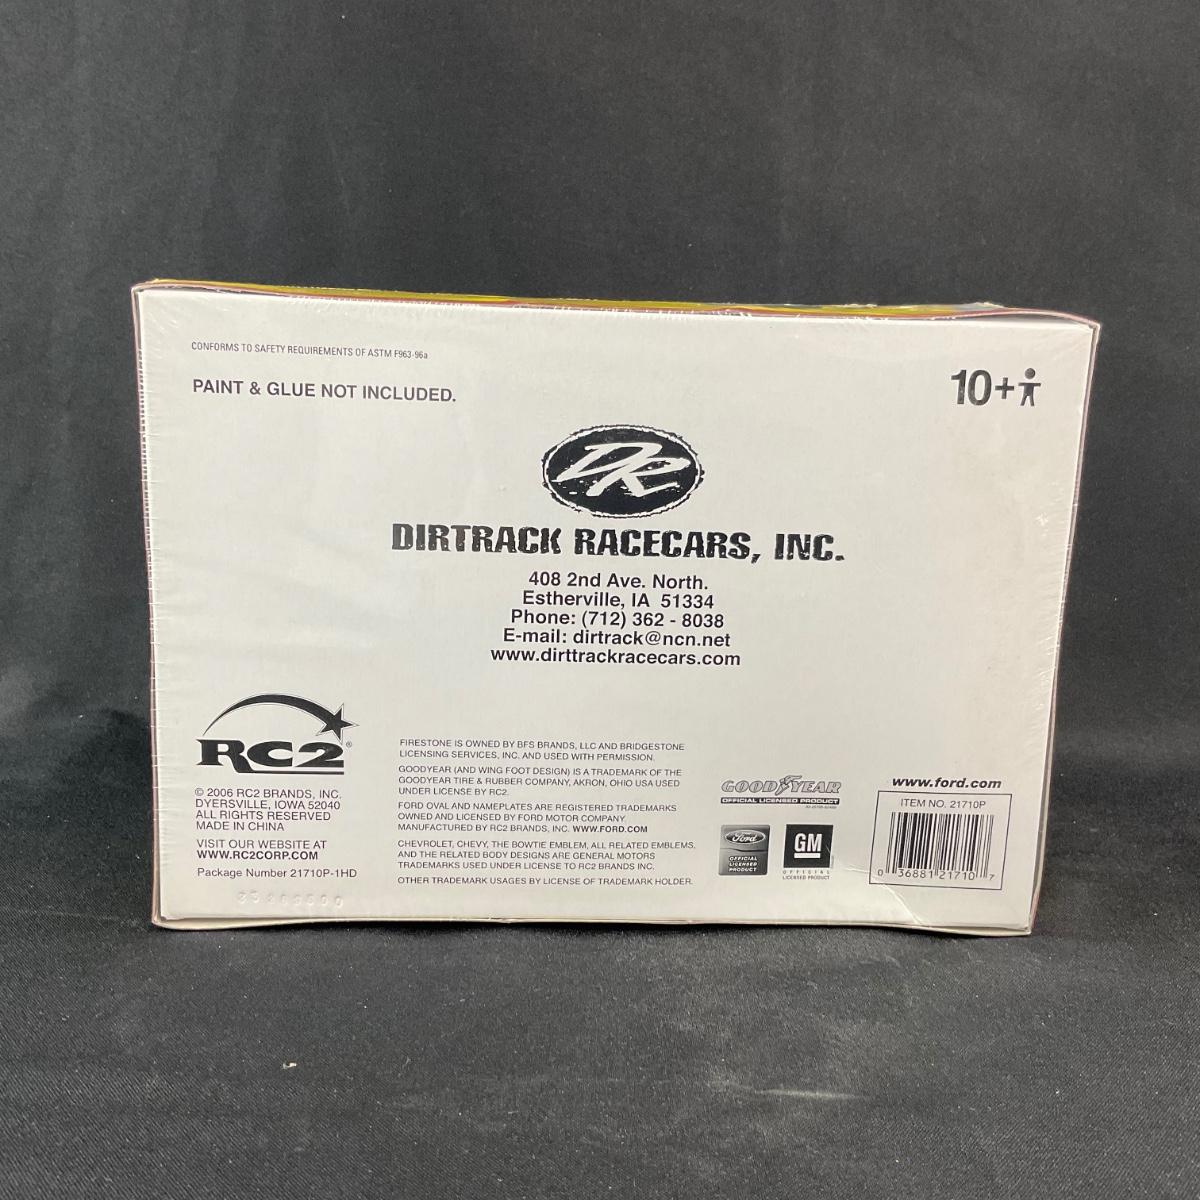 CONFORMS TO SAFETY REQUIREMENTS OF ASTM F963-96a
PAINT & GLUE NOT INCLUDED.
10+
DR
DIRTRACK RACECARS, INC.
408 2nd Ave. North.
Estherville, IA 51334
Phone: (712) 362 - 8038
E-mail: dirtrack@ncn.net
www.dirttrackracecars.com
RC2®
© 2006 RC2 BRANDS, INC.
DYERSVILLE, IOWA 52040
ALL RIGHTS RESERVED
MADE IN CHINA
VISIT OUR WEBSITE AT
WWW.RC2CORP.COM
Package Number 21710P-1HD
FIRESTONE IS OWNED BY BFS BRANDS, LLC AND BRIDGESTONE
LICENSING SERVICES, INC. AND USED WITH PERMISSION.
GOODYEAR (AND WING FOOT DESIGN) IS A TRADEMARK OF THE
GOODYEAR TIRE & RUBBER COMPANY, AKRON, OHIO USA USED
UNDER LICENSE BY RC2.
FORD OVAL AND NAMEPLATES ARE REGISTERED TRADEMARKS
OWNED AND LICENSED BY FORD MOTOR COMPANY.
MANUFACTURED BY RC2 BRANDS, INC. WWW.FORD.COM
CHEVROLET, CHEVY, THE BOWTIE EMBLEM, ALL RELATED EMBLEMS,
AND THE RELATED BODY DESIGNS ARE GENERAL MOTORS
TRADEMARKS USED UNDER LICENSE TO RC2 BRANDS INC.
OTHER TRADEMARK USAGES BY LICENSE OF TRADEMARK HOLDER.
GOODYEAR
OFFICIAL LICENSED PRODUCT
Ford
OFFICIAL
LICENSED
PRODUCT
GM
OFFICIAL
LICENSED PRODUCT
www.ford.com
ITEM NO. 21710P
0 36881 21710 7